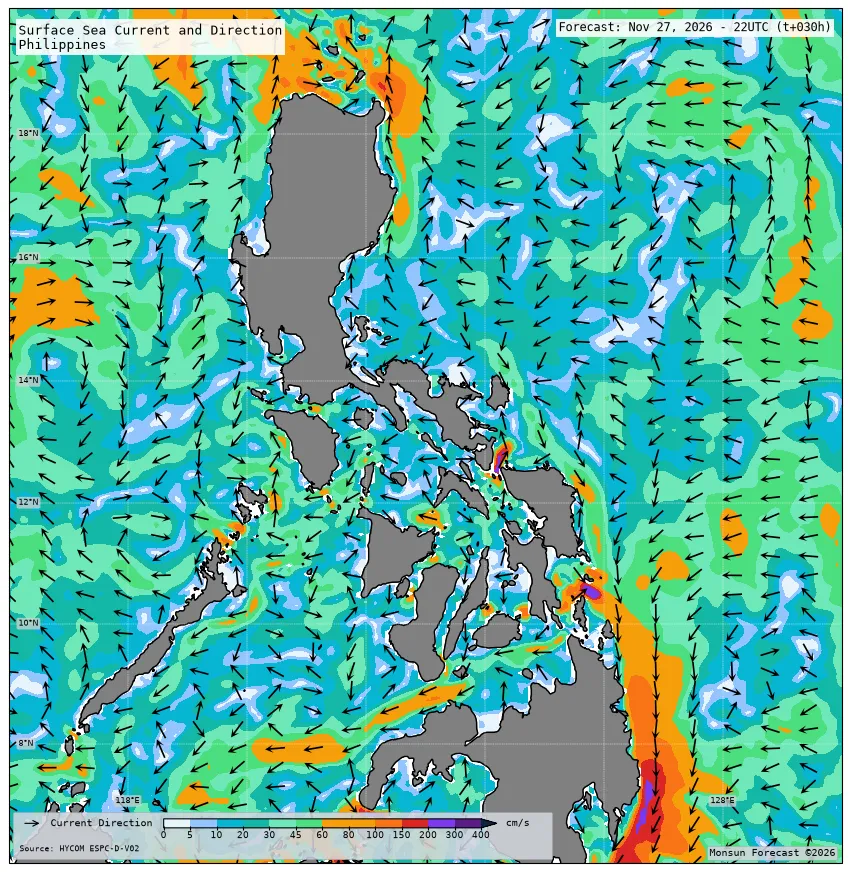 Surface Sea Current and Direction
Philippines
Forecast: Nov 27, 2026 - 22UTC (t+030h)
18°N
16°N
14°N
12°N
10°N
8°N
118°E
128°E
Current Direction
0 5 10 20 30 45 60 80 100 150 200 300 400
cm/s
Source: HYCOM ESPC-D-V02
Monsun Forecast ©2026